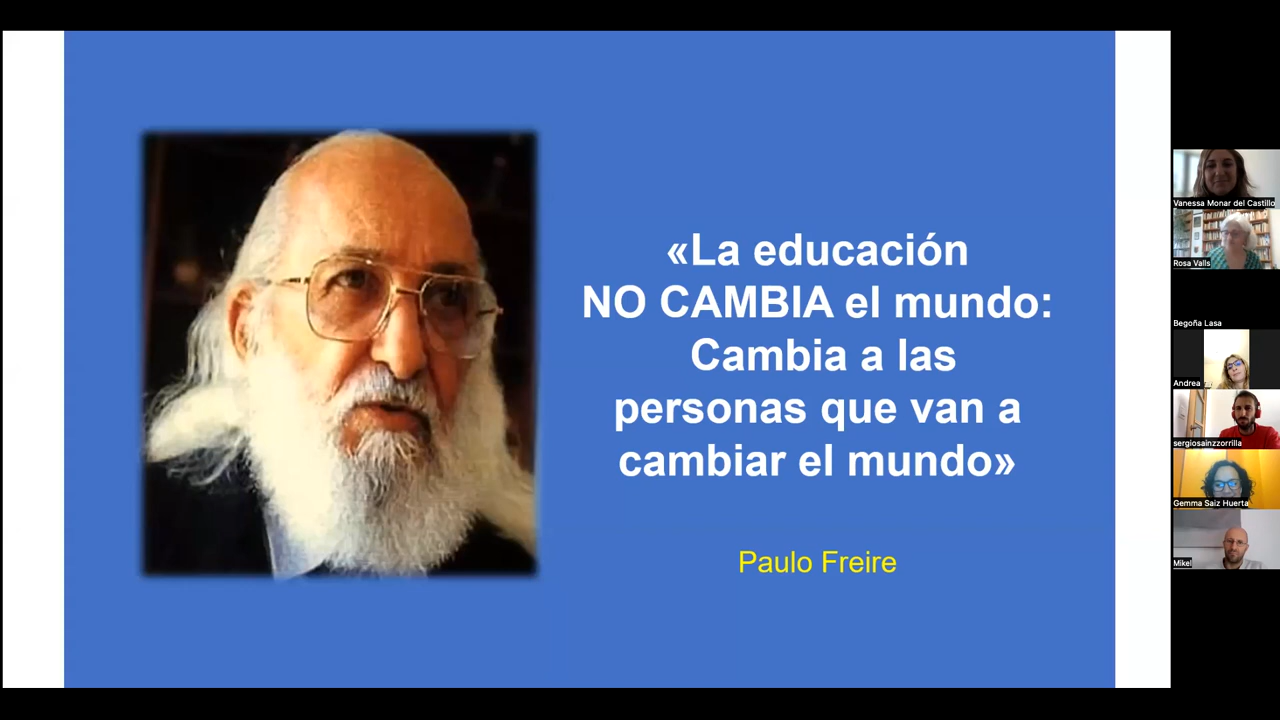 «La educación
NO CAMBIA el mundo:
Cambia a las
personas que van a
cambiar el mundo»
Paulo Freire
Vanessa Monar del Castillo
Rosa Valls
Begoña Lasa
Andrea
sergiosainzzorrilla
Gemma Saiz Huerta
Mikel